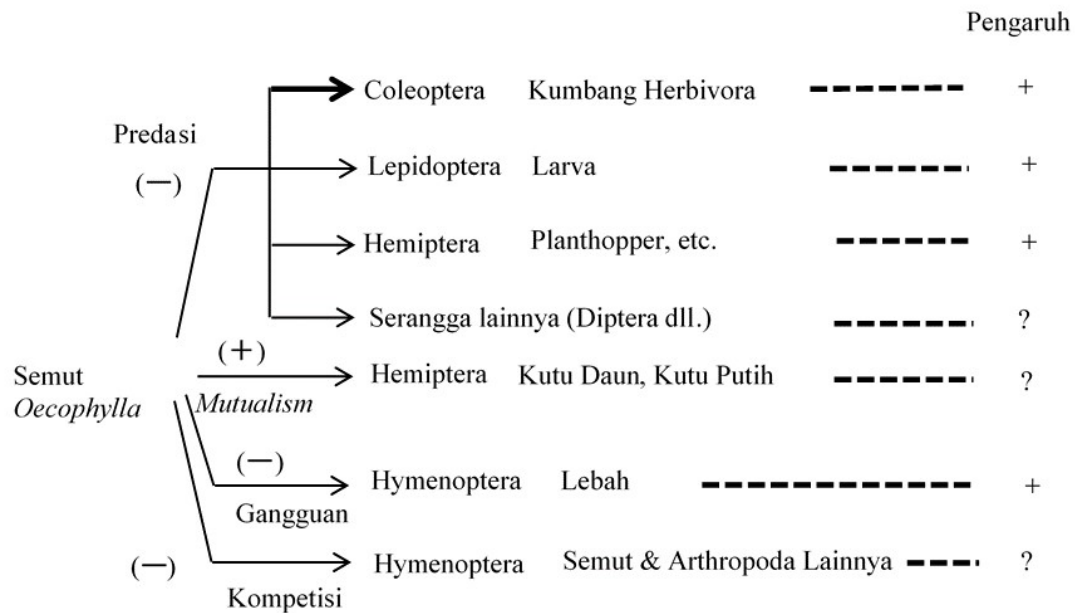 Pengaruh
Coleoptera Kumbang Herbivora +
Predasi
(—)
Lepidoptera Larva +
Hemiptera Planthopper, etc. +
Serangga lainnya (Diptera dll.) ?
(+)
Hemiptera Kutu Daun, Kutu Putih ?
Semut
Oecophylla
Mutualism
(—)
Hymenoptera Lebah +
Gangguan
(—)
Hymenoptera Semut & Arthropoda Lainnya ?
Kompetisi